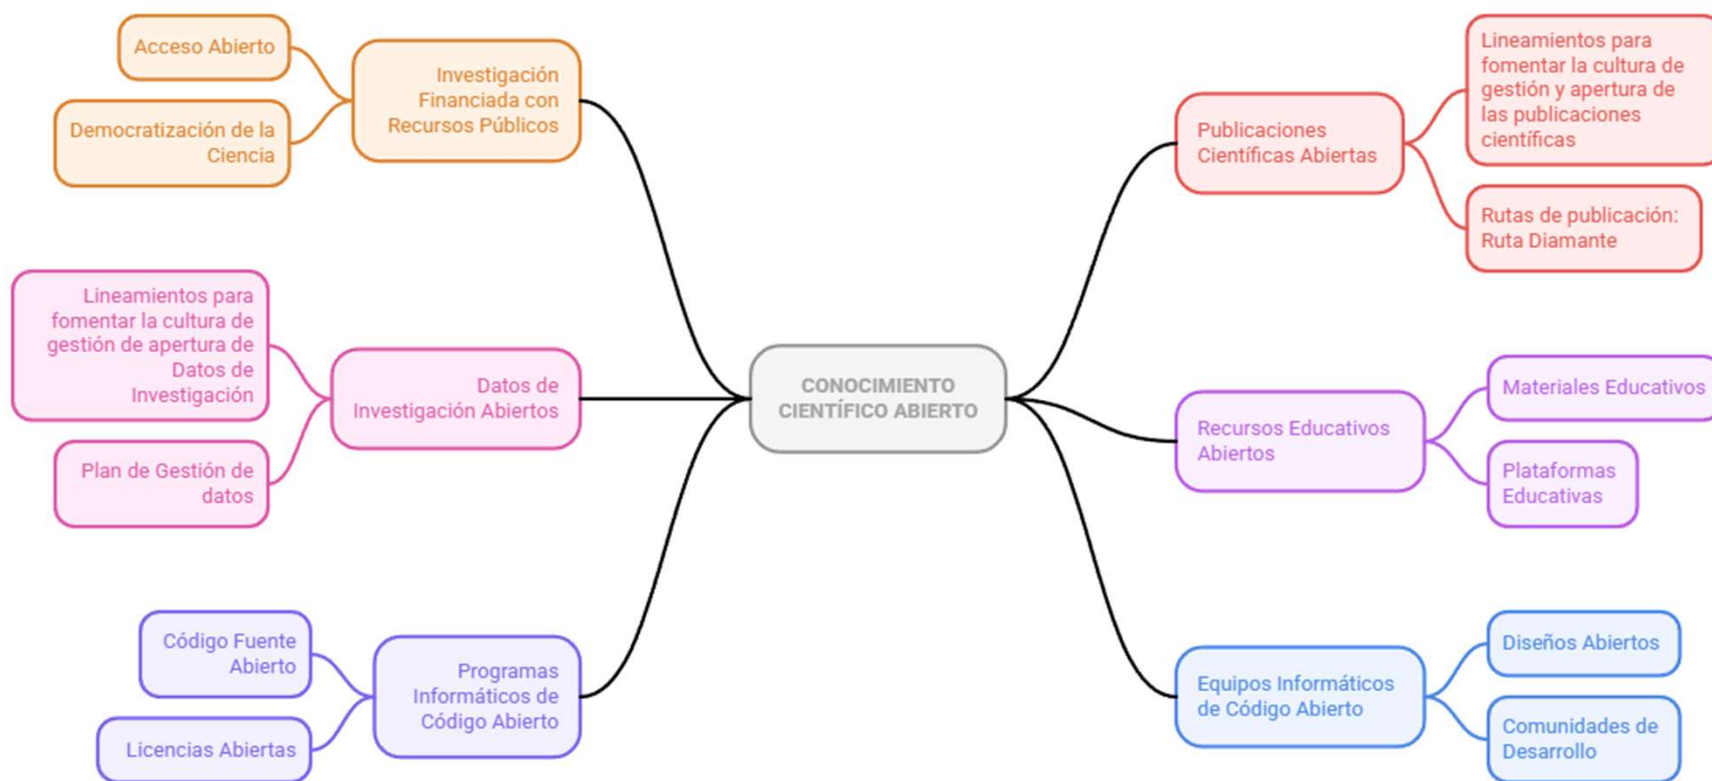 Acceso Abierto
Democratización de la
Ciencia
Investigación
Financiada con
Recursos Públicos
Lineamientos para
fomentar la cultura de
gestión de apertura de
Datos de
Investigación
Plan de Gestión de
datos
Datos de
Investigación Abiertos
Código Fuente
Abierto
Licencias Abiertas
Programas
Informáticos de
Código Abierto
CONOCIMIENTO
CIENTÍFICO ABIERTO
Publicaciones
Científicas Abiertas
Lineamientos para
fomentar la cultura de
gestión y apertura de
las publicaciones
científicas
Rutas de publicación:
Ruta Diamante
Recursos Educativos
Abiertos
Materiales Educativos
Plataformas
Educativas
Equipos Informáticos
de Código Abierto
Diseños Abiertos
Comunidades de
Desarrollo